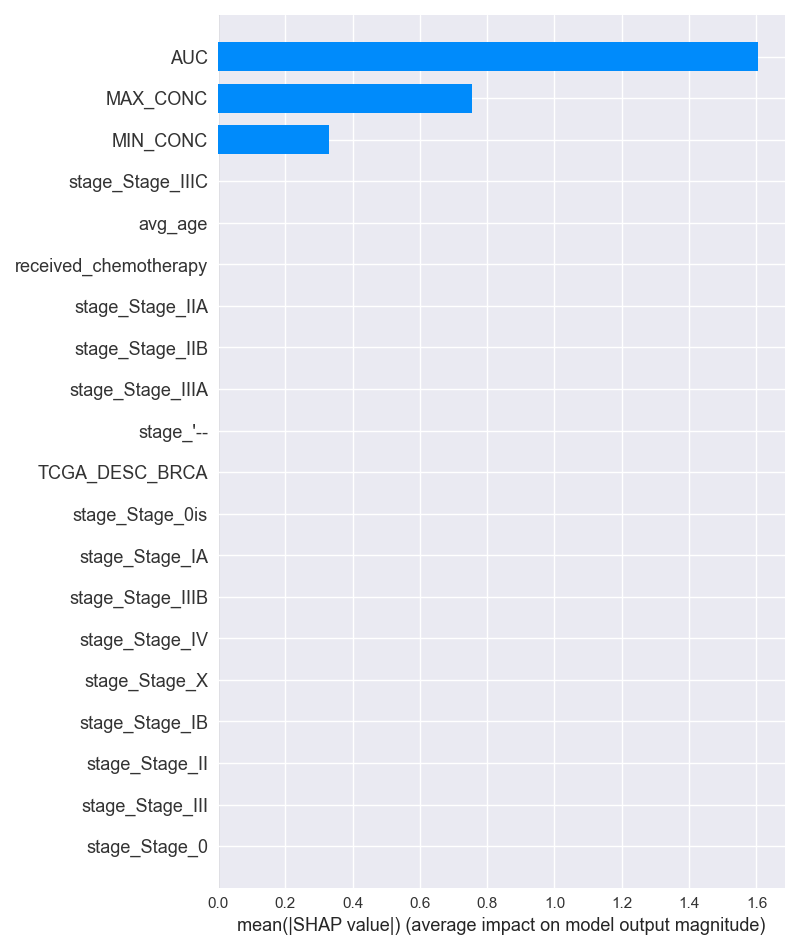 AUC
MAX_CONC
MIN_CONC
stage_Stage_IIIC
avg_age
received_chemotherapy
stage_Stage_IIA
stage_Stage_IIB
stage_Stage_IIIA
stage_'--
TCGA_DESC_BRCA
stage_Stage_0is
stage_Stage_IA
stage_Stage_IIIB
stage_Stage_IV
stage_Stage_X
stage_Stage_IB
stage_Stage_II
stage_Stage_III
stage_Stage_0
0.0 0.2 0.4 0.6 0.8 1.0 1.2 1.4 1.6
mean(|SHAP value|) (average impact on model output magnitude)